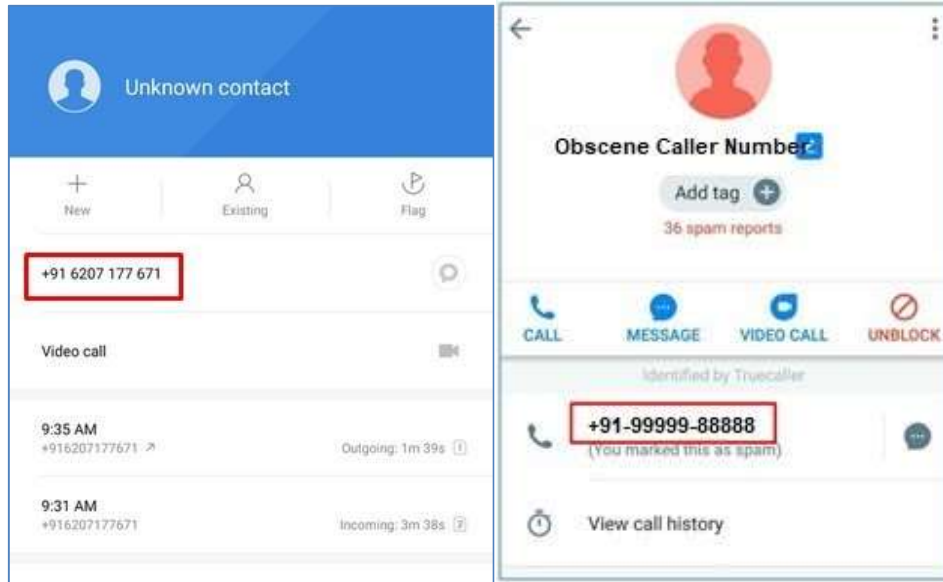 Unknown contact
New
Existing
Flag
+91 6207 177 671
Video call
9:35 AM
+916207177671 Outgoing: 1m 39s 1
9:31 AM
+916207177671 Incoming: 3m 38s 2
Obscene Caller Number
Add tag
36 spam reports
CALL MESSAGE VIDEO CALL UNBLOCK
Identified by Truecaller
+91-99999-88888
(You marked this as spam)
View call history